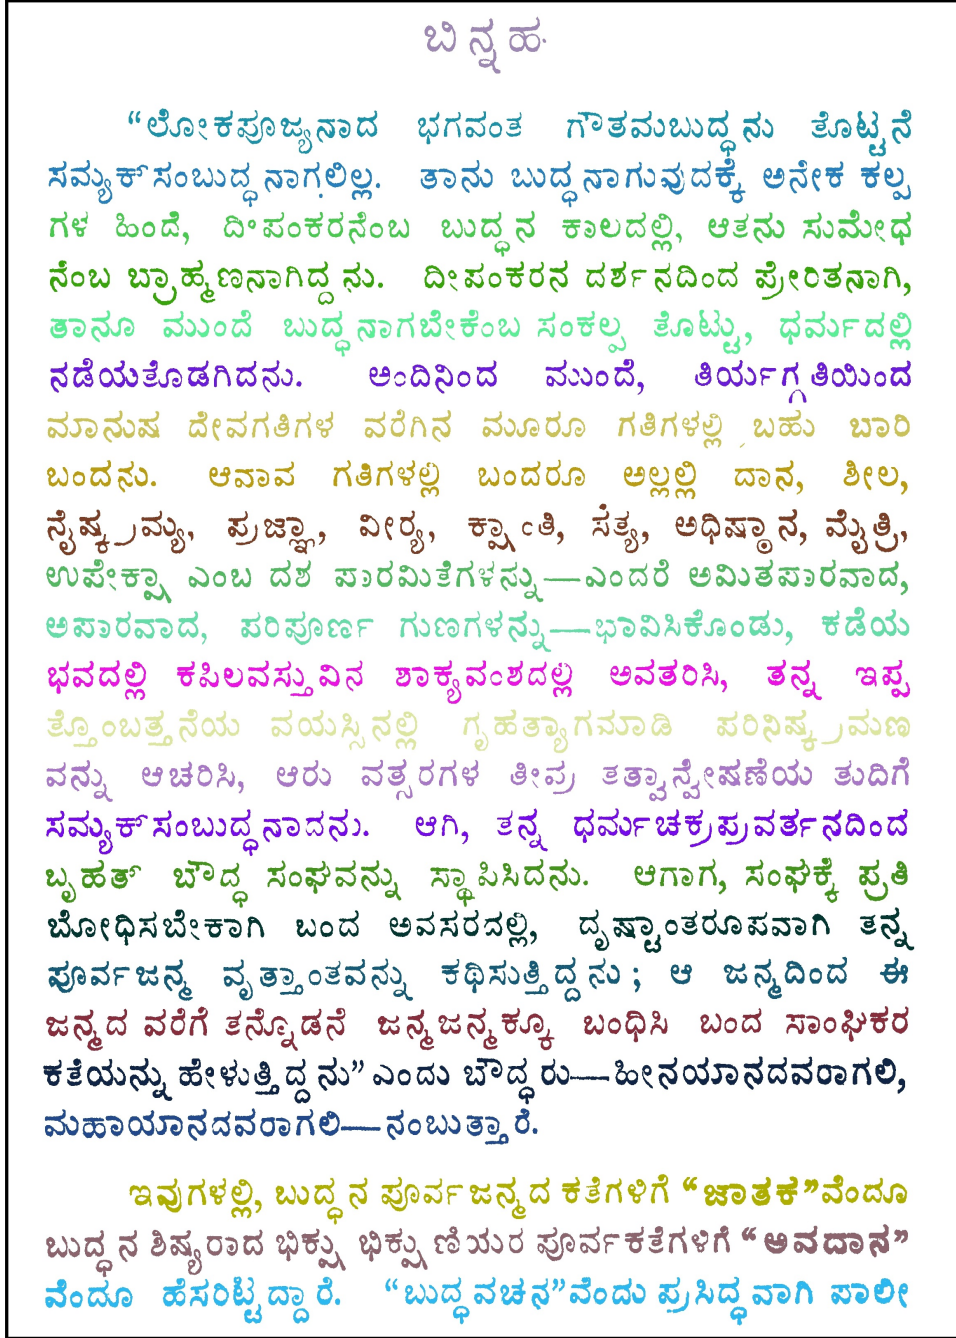 ಬಿನ್ನಹ
“ಲೋಕಪೂಜ್ಯನಾದ ಭಗವಂತ ಗೌತಮಬುದ್ಧನು ತೊಟ್ಟನೆ
ಸಮ್ಯಕ್‌ಸಂಬುದ್ಧನಾಗಲಿಲ್ಲ. ತಾನು ಬುದ್ಧನಾಗುವುದಕ್ಕೆ ಅನೇಕ ಕಲ್ಪ
ಗಳ ಹಿಂದೆ, ದೀಪಂಕರನೆಂಬ ಬುದ್ಧನ ಕಾಲದಲ್ಲಿ, ಆತನು ಸುಮೇಧ
ನೆಂಬ ಬ್ರಾಹ್ಮಣನಾಗಿದ್ದನು. ದೀಪಂಕರನ ದರ್ಶನದಿಂದ ಪ್ರೇರಿತನಾಗಿ,
ತಾನೂ ಮುಂದೆ ಬುದ್ಧನಾಗಬೇಕೆಂಬ ಸಂಕಲ್ಪ ತೊಟ್ಟು, ಧರ್ಮದಲ್ಲಿ
ನಡೆಯತೊಡಗಿದನು. ಅಂದಿನಿಂದ ಮುಂದೆ, ತಿರ್ಯಗ್ಗತಿಯಿಂದ
ಮಾನುಷ ದೇವಗತಿಗಳ ವರೆಗಿನ ಮೂರೂ ಗತಿಗಳಲ್ಲಿ ಬಹು ಬಾರಿ
ಬಂದನು. ಆವಾವ ಗತಿಗಳಲ್ಲಿ ಬಂದರೂ ಅಲ್ಲಲ್ಲಿ ದಾನ, ಶೀಲ,
ನೈಷ್ಕ್ರಮ್ಯ, ಪ್ರಜ್ಞಾ, ವೀರ‍್ಯ, ಕ್ಷಾಂತಿ, ಸತ್ಯ, ಅಧಿಷ್ಠಾನ, ಮೈತ್ರಿ,
ಉಪೇಕ್ಷಾ ಎಂಬ ದಶ ಪಾರಮಿತೆಗಳನ್ನು—ಎಂದರೆ ಅಮಿತಪಾರವಾದ,
ಅಪಾರವಾದ, ಪರಿಪೂರ್ಣ ಗುಣಗಳನ್ನು—ಭಾವಿಸಿಕೊಂಡು, ಕಡೆಯ
ಭವದಲ್ಲಿ ಕಪಿಲವಸ್ತುವಿನ ಶಾಕ್ಯವಂಶದಲ್ಲಿ ಅವತರಿಸಿ, ತನ್ನ ಇಪ್ಪ
ತ್ತೊಂಬತ್ತನೆಯ ವಯಸ್ಸಿನಲ್ಲಿ ಗೃಹತ್ಯಾಗಮಾಡಿ ಪರಿನಿಷ್ಕ್ರಮಣ
ವನ್ನು ಆಚರಿಸಿ, ಆರು ವತ್ಸರಗಳ ತೀವ್ರ ತತ್ವಾನ್ವೇಷಣೆಯ ತುದಿಗೆ
ಸಮ್ಯಕ್‌ಸಂಬುದ್ಧನಾದನು. ಆಗಿ, ತನ್ನ ಧರ್ಮಚಕ್ರಪ್ರವರ್ತನದಿಂದ
ಬೃಹತ್ ಬೌದ್ಧ ಸಂಘವನ್ನು ಸ್ಥಾಪಿಸಿದನು. ಆಗಾಗ, ಸಂಘಕ್ಕೆ ಪ್ರತಿ
ಬೋಧಿಸಬೇಕಾಗಿ ಬಂದ ಅವಸರದಲ್ಲಿ, ದೃಷ್ಟಾಂತರೂಪವಾಗಿ ತನ್ನ
ಪೂರ್ವಜನ್ಮ ವೃತ್ತಾಂತವನ್ನು ಕಥಿಸುತ್ತಿದ್ದನು; ಆ ಜನ್ಮದಿಂದ ಈ
ಜನ್ಮದ ವರೆಗೆ ತನ್ನೊಡನೆ ಜನ್ಮಜನ್ಮಕ್ಕೂ ಬಂಧಿಸಿ ಬಂದ ಸಾಂಘಿಕರ
ಕತೆಯನ್ನು ಹೇಳುತ್ತಿದ್ದನು” ಎಂದು ಬೌದ್ಧರು—ಹೀನಯಾನದವರಾಗಲಿ,
ಮಹಾಯಾನದವರಾಗಲಿ—ನಂಬುತ್ತಾರೆ.
ಇವುಗಳಲ್ಲಿ, ಬುದ್ಧನ ಪೂರ್ವಜನ್ಮದ ಕತೆಗಳಿಗೆ “ಜಾತಕ”ವೆಂದೂ
ಬುದ್ಧನ ಶಿಷ್ಯರಾದ ಭಿಕ್ಷು ಭಿಕ್ಷುಣಿಯರ ಪೂರ್ವಕತೆಗಳಿಗೆ “ಅವದಾನ”
ವೆಂದೂ ಹೆಸರಿಟ್ಟಿದ್ದಾರೆ. “ಬುದ್ಧವಚನ”ವೆಂದು ಪ್ರಸಿದ್ಧವಾಗಿ ಪಾಲೀ